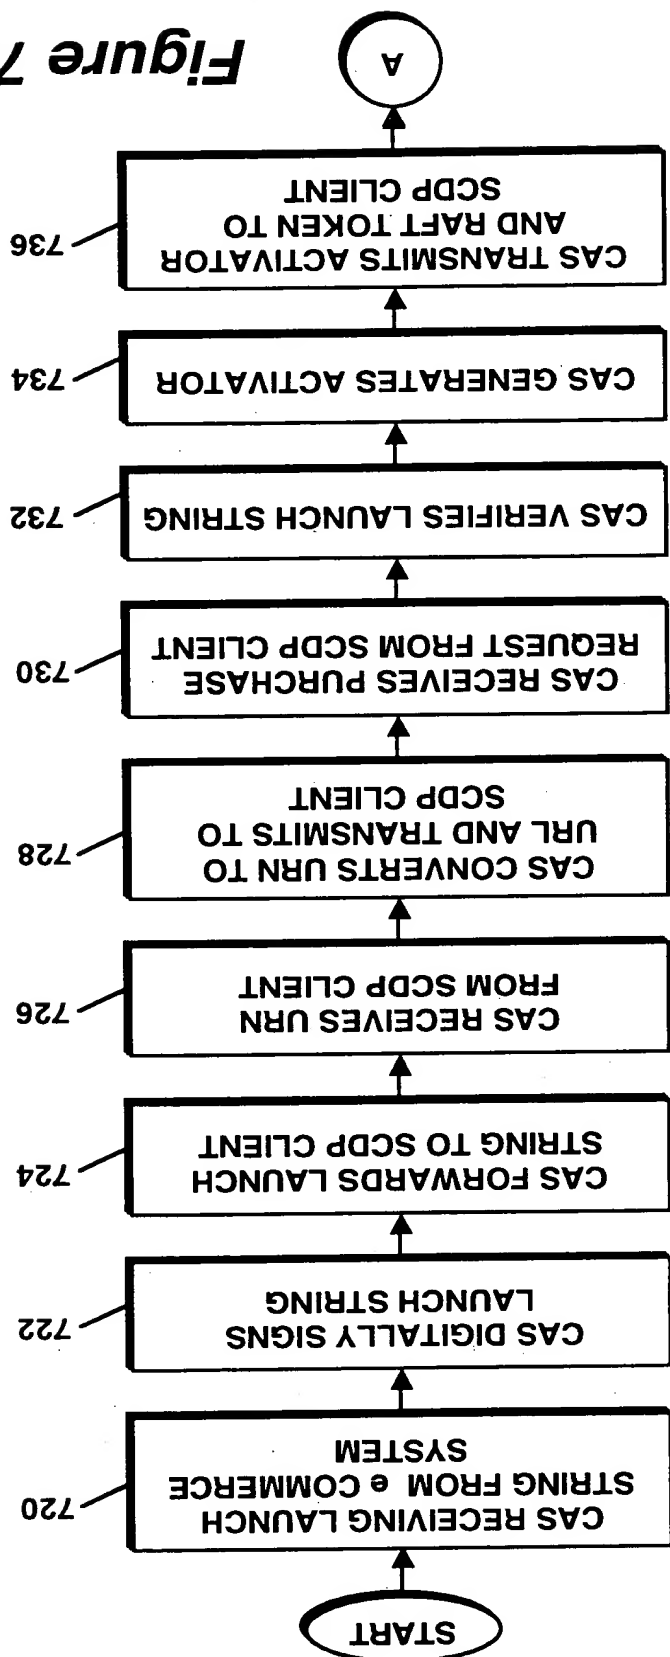 START
CAS RECEIVING LAUNCH
STRING FROM e COMMERCE
SYSTEM
720
CAS DIGITALLY SIGNS
LAUNCH STRING
722
CAS FORWARDS LAUNCH
STRING TO SCDP CLIENT
724
CAS RECEIVES URN
FROM SCDP CLIENT
726
CAS CONVERTS URN TO
URL AND TRANSMITS TO
SCDP CLIENT
728
CAS RECEIVES PURCHASE
REQUEST FROM SCDP CLIENT
730
CAS VERIFIES LAUNCH STRING
732
CAS GENERATES ACTIVATOR
734
CAS TRANSMITS ACTIVATOR
AND RAFT TOKEN TO
SCDP CLIENT
736
A
Figure 7